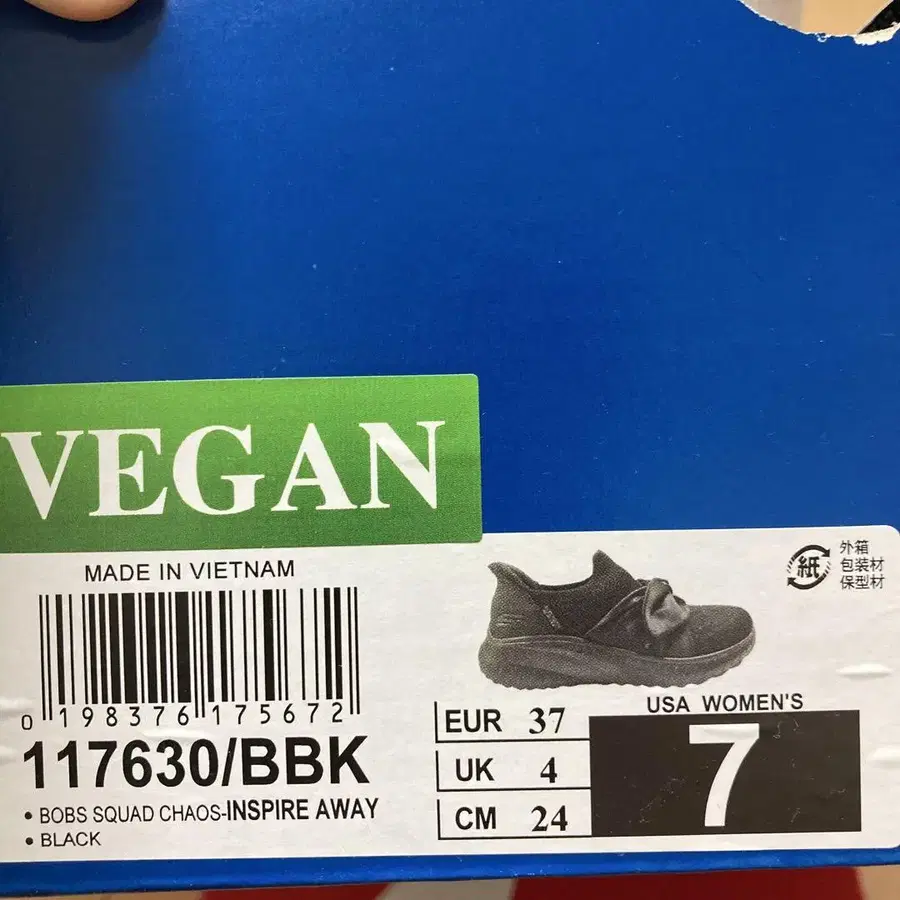 VEGAN
MADE IN VIETNAM
0 198376 175672
117630/BBK
• BOBS SQUAD CHAOS-INSPIRE AWAY
• BLACK
紙
外箱
包装材
保型材
EUR 37
UK 4
CM 24
USA WOMEN'S
7